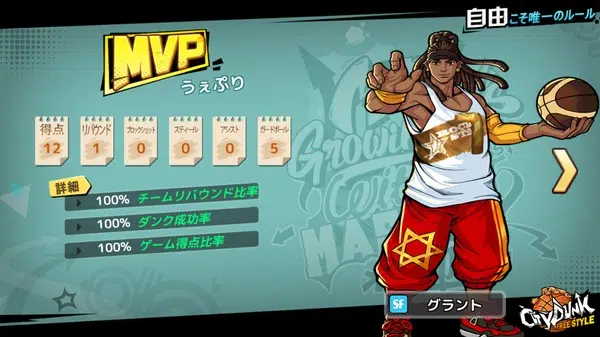 自由こそ唯一のルール
MVP
うぇぷり
得点 リバウンド ブロックショット スティール アシスト ガードボール
12 1 0 0 0 5
詳細
100% チームリバウンド比率
100% ダンク成功率
100% ゲーム得点比率
SF グラント
City Dunk
FREE STYLE